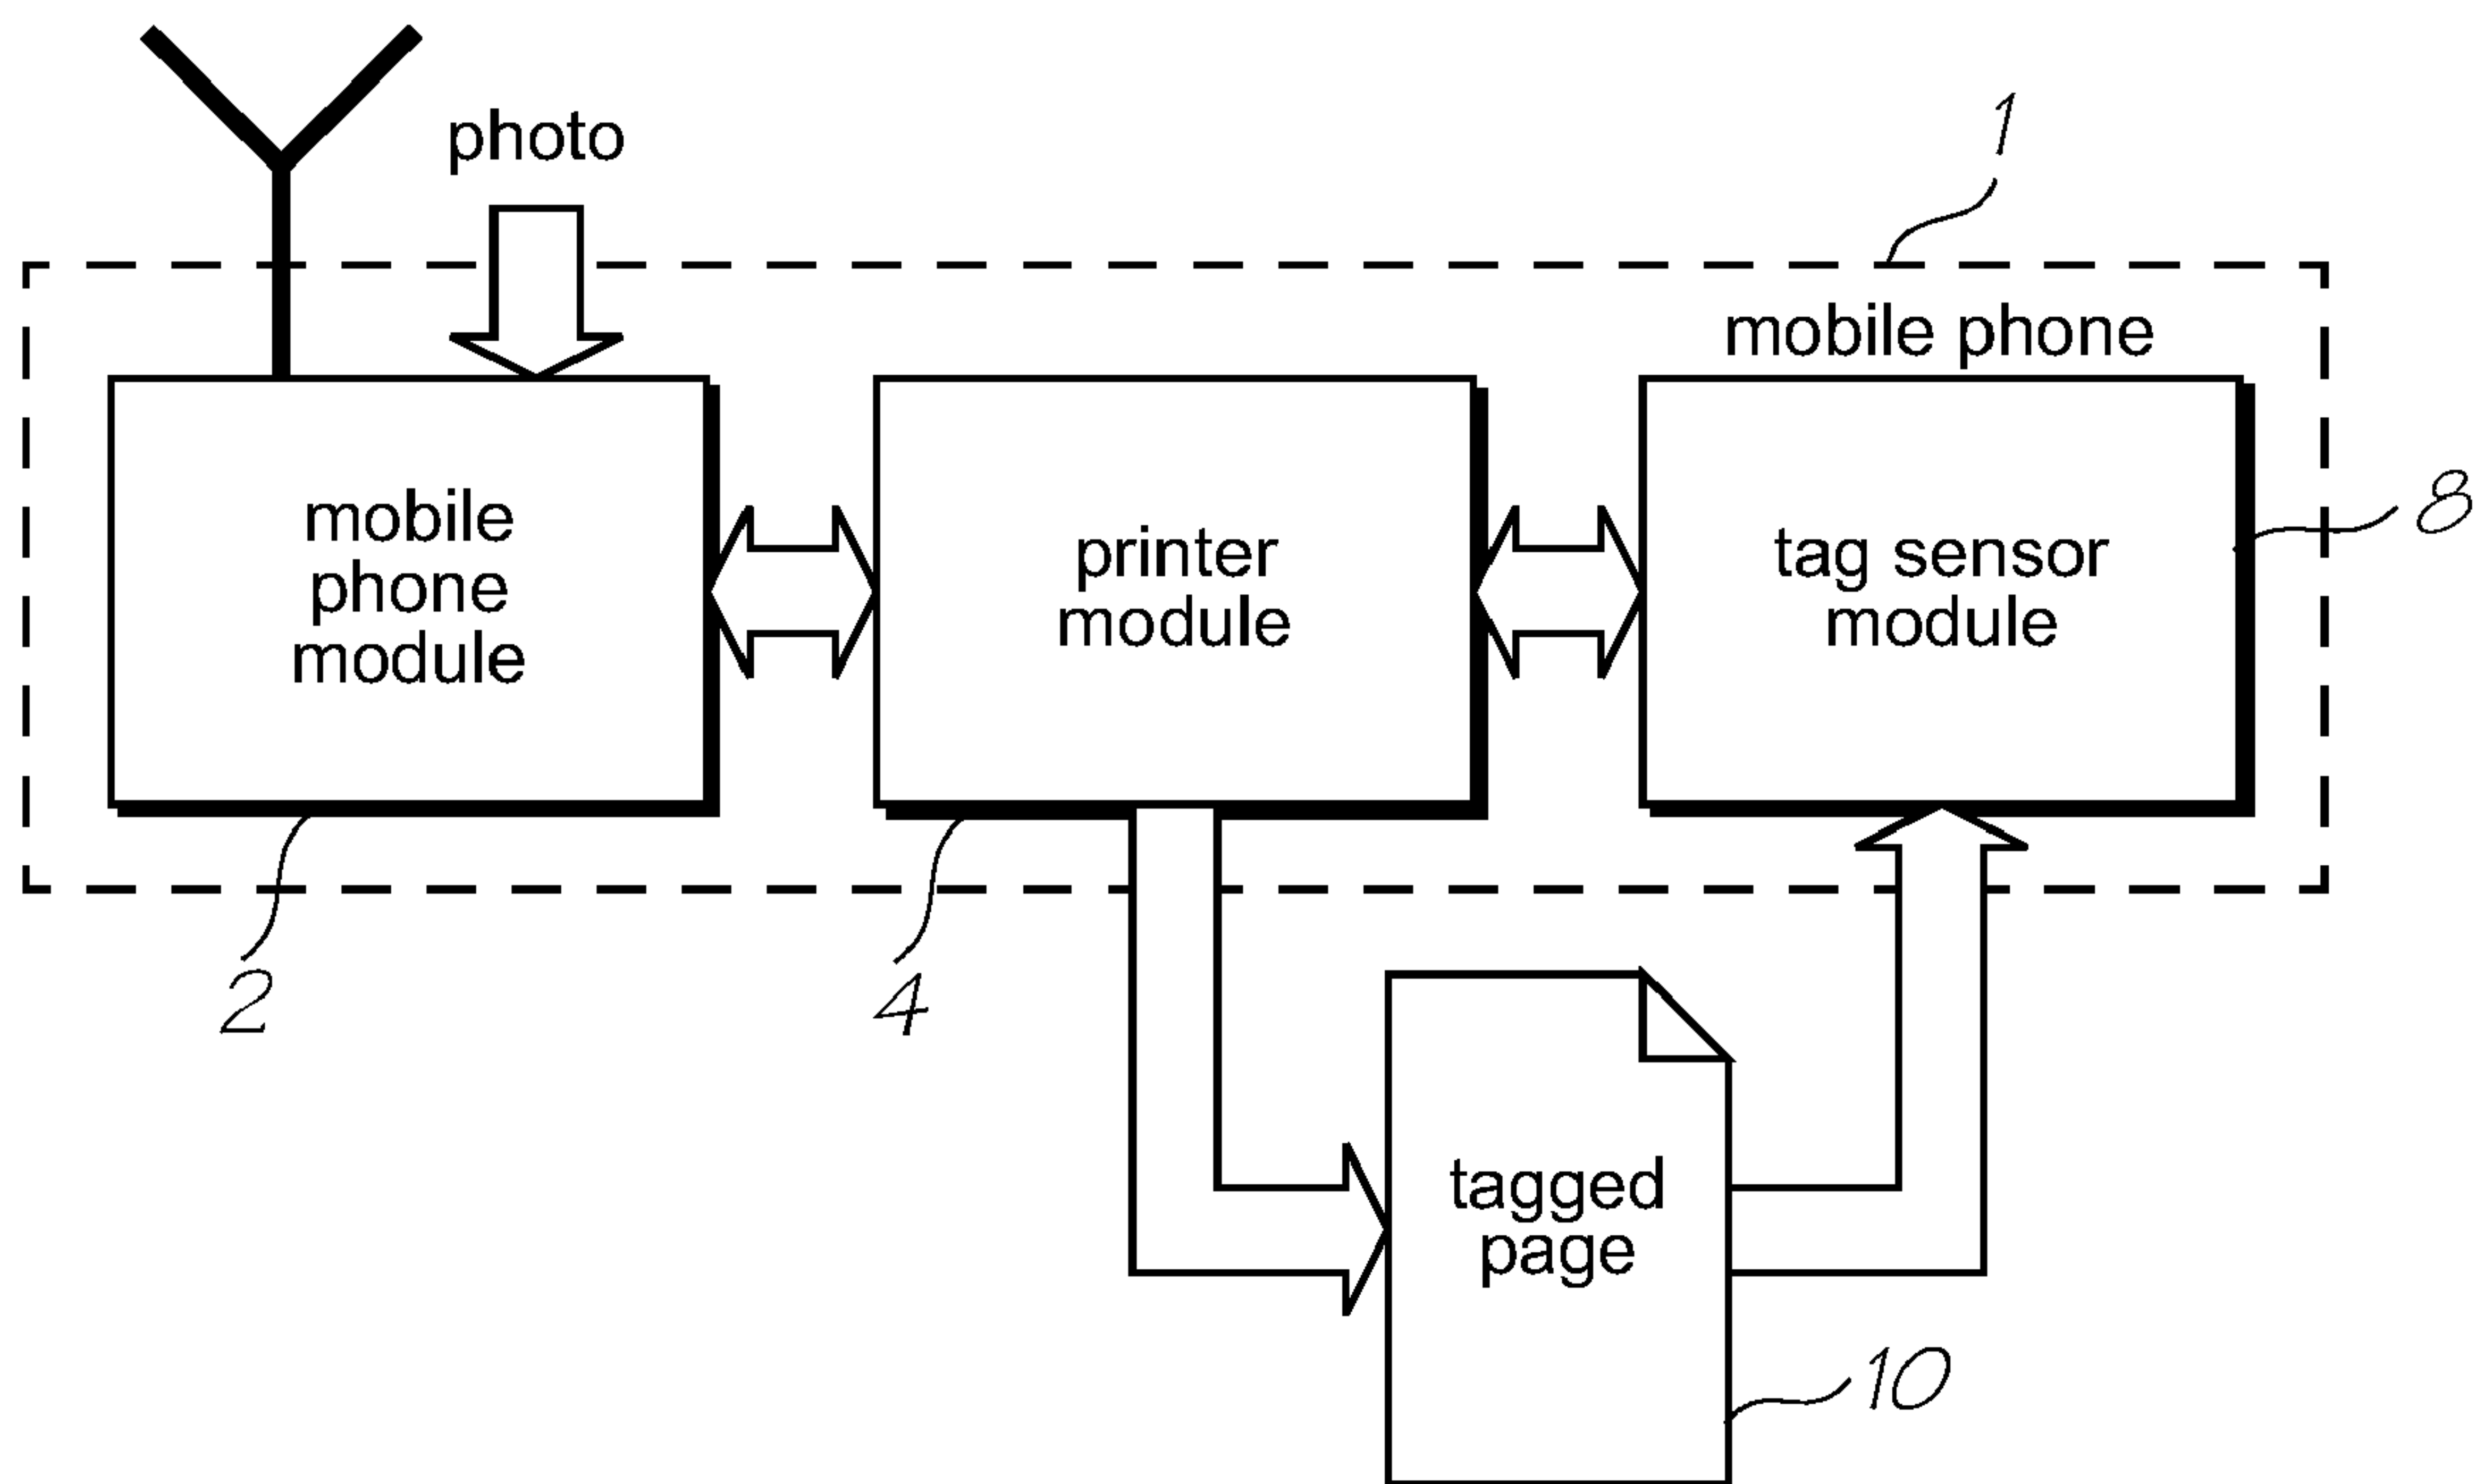 photo
1
mobile phone
mobile
phone
module
printer
module
tag sensor
module
8
2
4
tagged
page
10